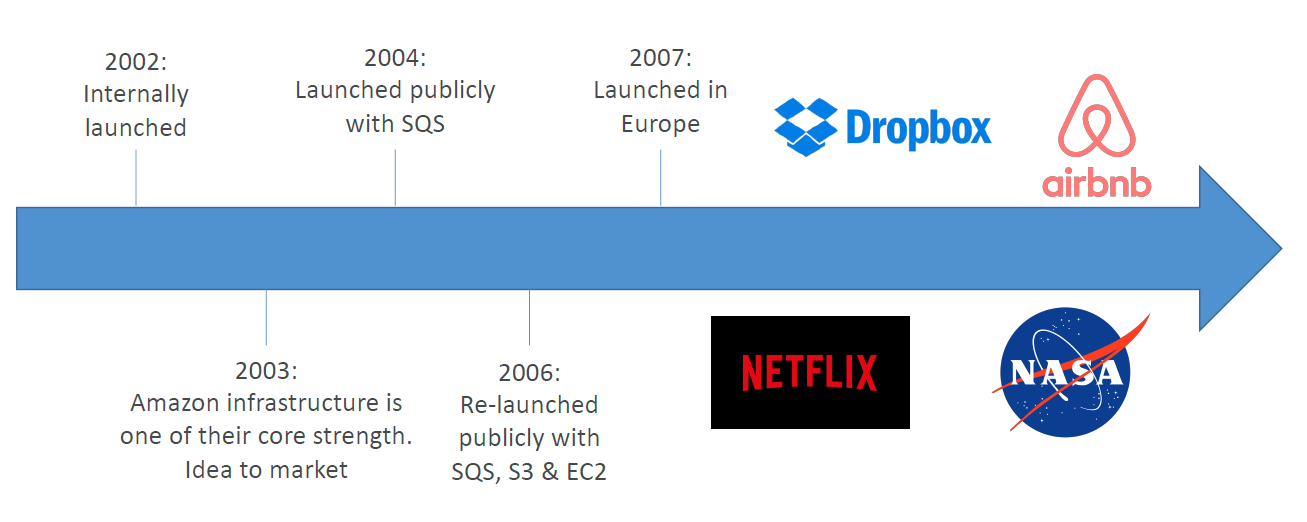 2002:
Internally
launched
2004:
Launched publicly
with SQS
2007:
Launched in
Europe
Dropbox
airbnb
2003:
Amazon infrastructure is
one of their core strength.
Idea to market
2006:
Re-launched
publicly with
SQS, S3 & EC2
NETFLIX
NASA